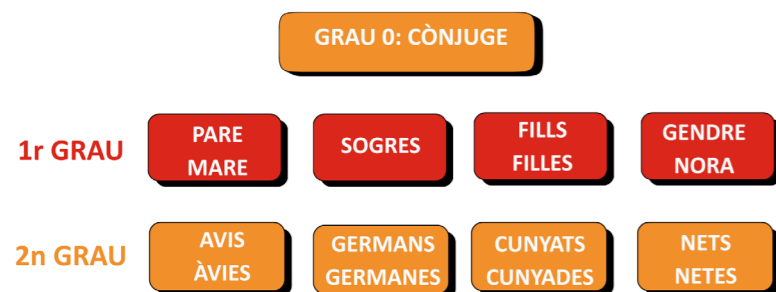 GRAU 0: CÒNJUGE
1r GRAU
PARE
MARE
SOGRES
FILLS
FILLES
GENDRE
NORA
2n GRAU
AVIS
ÀVIES
GERMANS
GERMANES
CUNYATS
CUNYADES
NETS
NETES